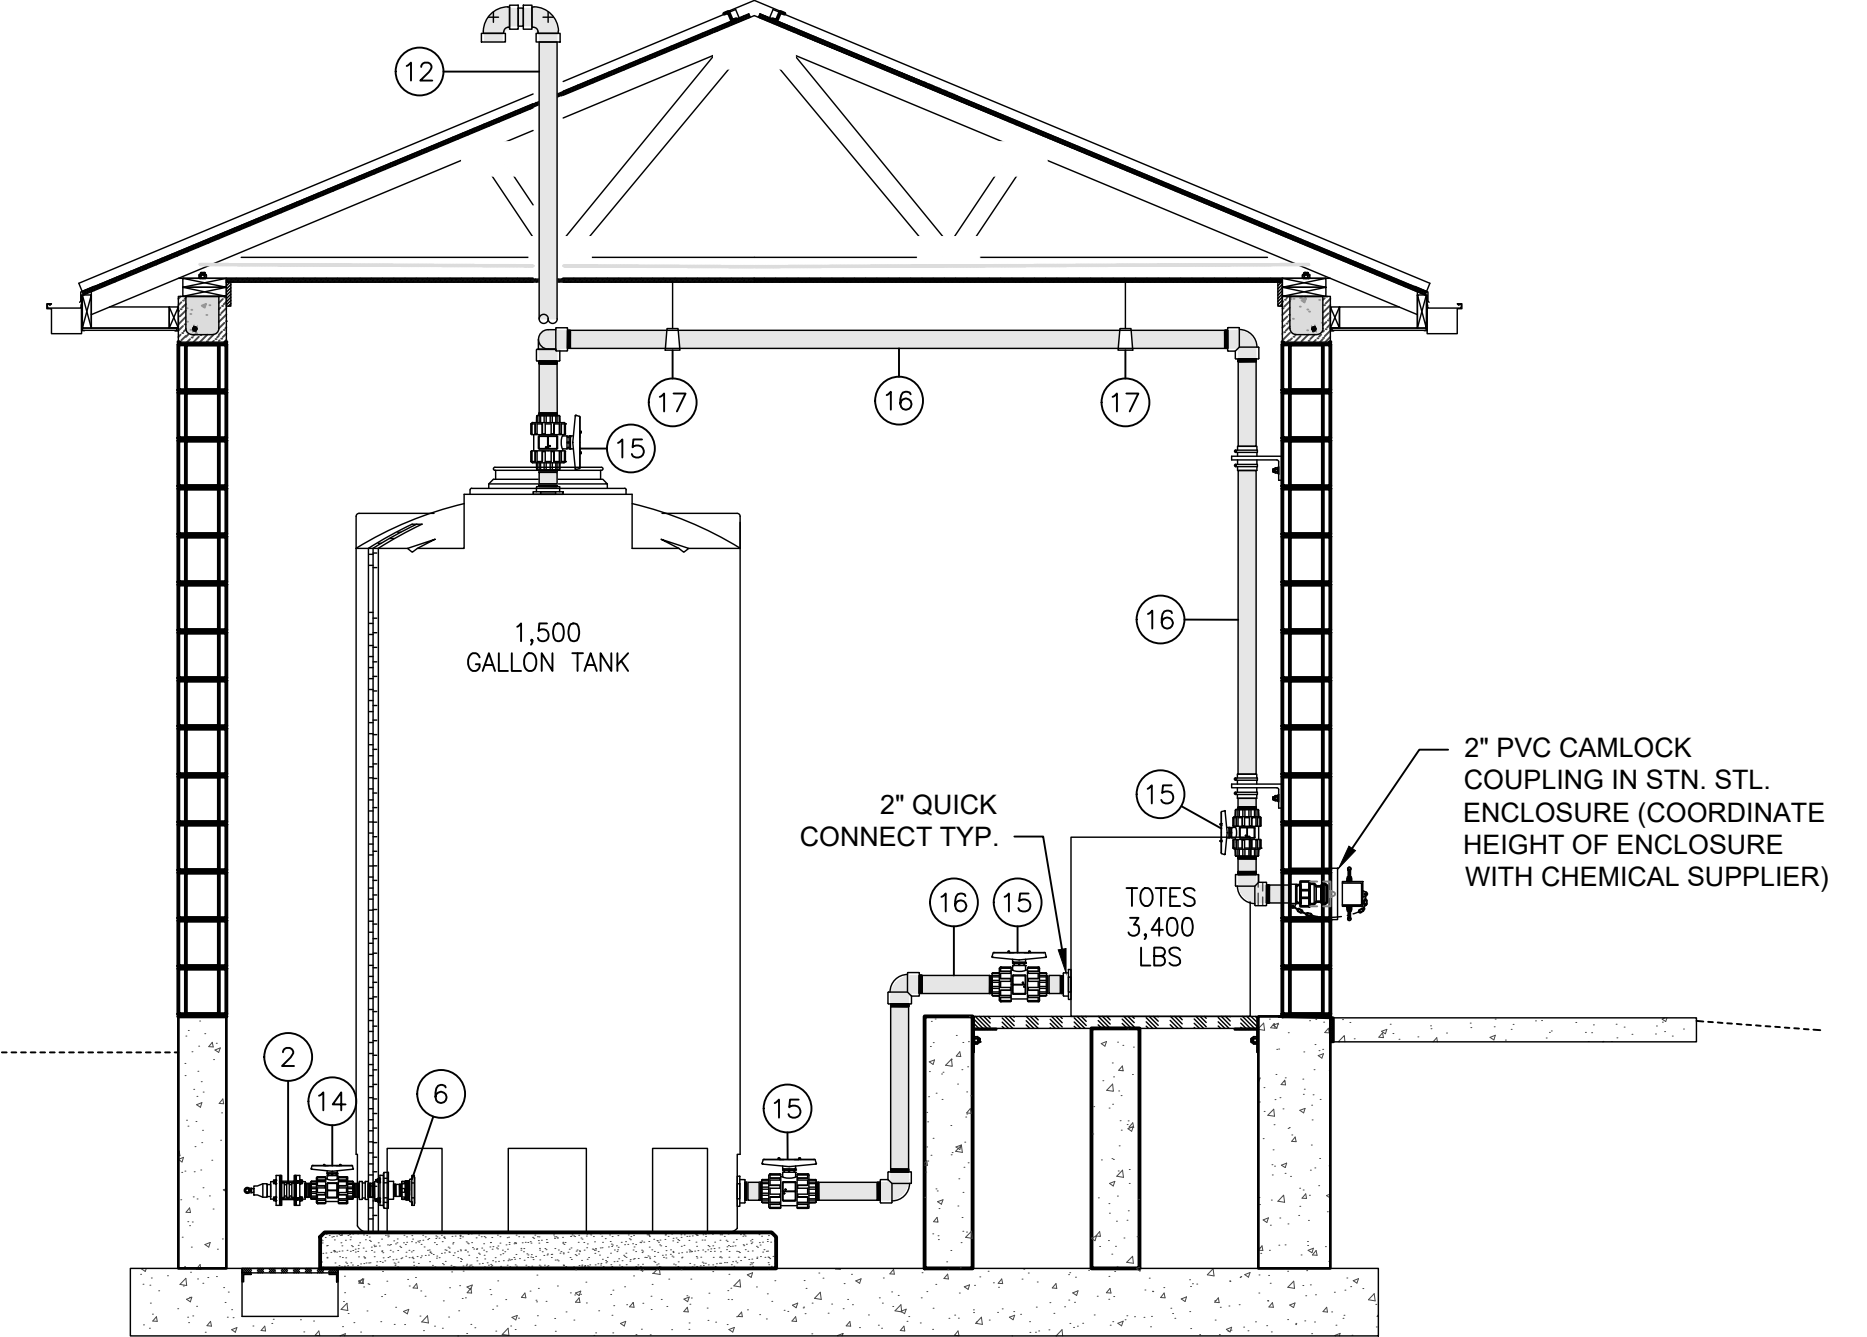 12
17
16
17
15
1,500
GALLON TANK
16
2" PVC CAMLOCK
COUPLING IN STN. STL.
ENCLOSURE (COORDINATE
HEIGHT OF ENCLOSURE
WITH CHEMICAL SUPPLIER)
15
2" QUICK
CONNECT TYP.
16
15
TOTES
3,400
LBS
2
14
6
15